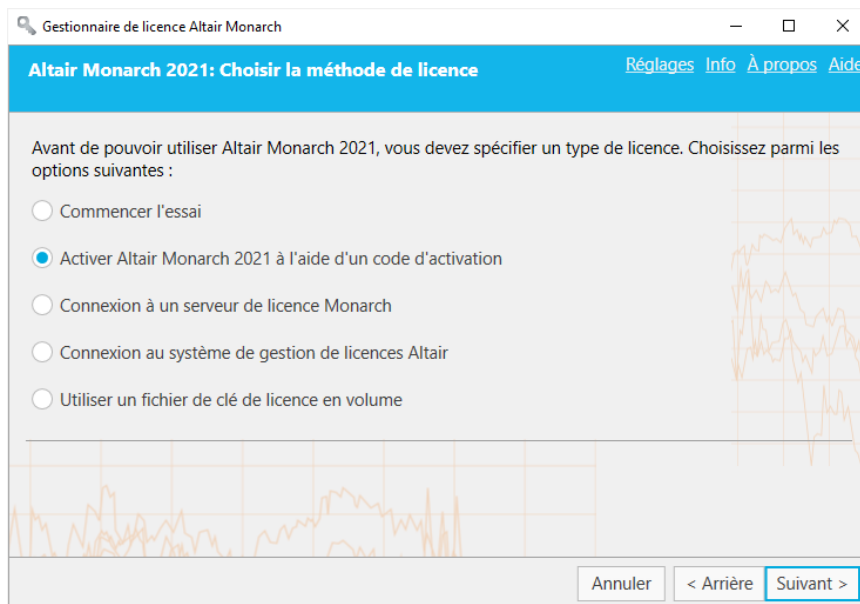 Gestionnaire de licence Altair Monarch
Altair Monarch 2021: Choisir la méthode de licence
Réglages Info À propos Aide
Avant de pouvoir utiliser Altair Monarch 2021, vous devez spécifier un type de licence. Choisissez parmi les
options suivantes :
Commencer l'essai
Activer Altair Monarch 2021 à l'aide d'un code d'activation
Connexion à un serveur de licence Monarch
Connexion au système de gestion de licences Altair
Utiliser un fichier de clé de licence en volume
Annuler
< Arrière
Suivant >